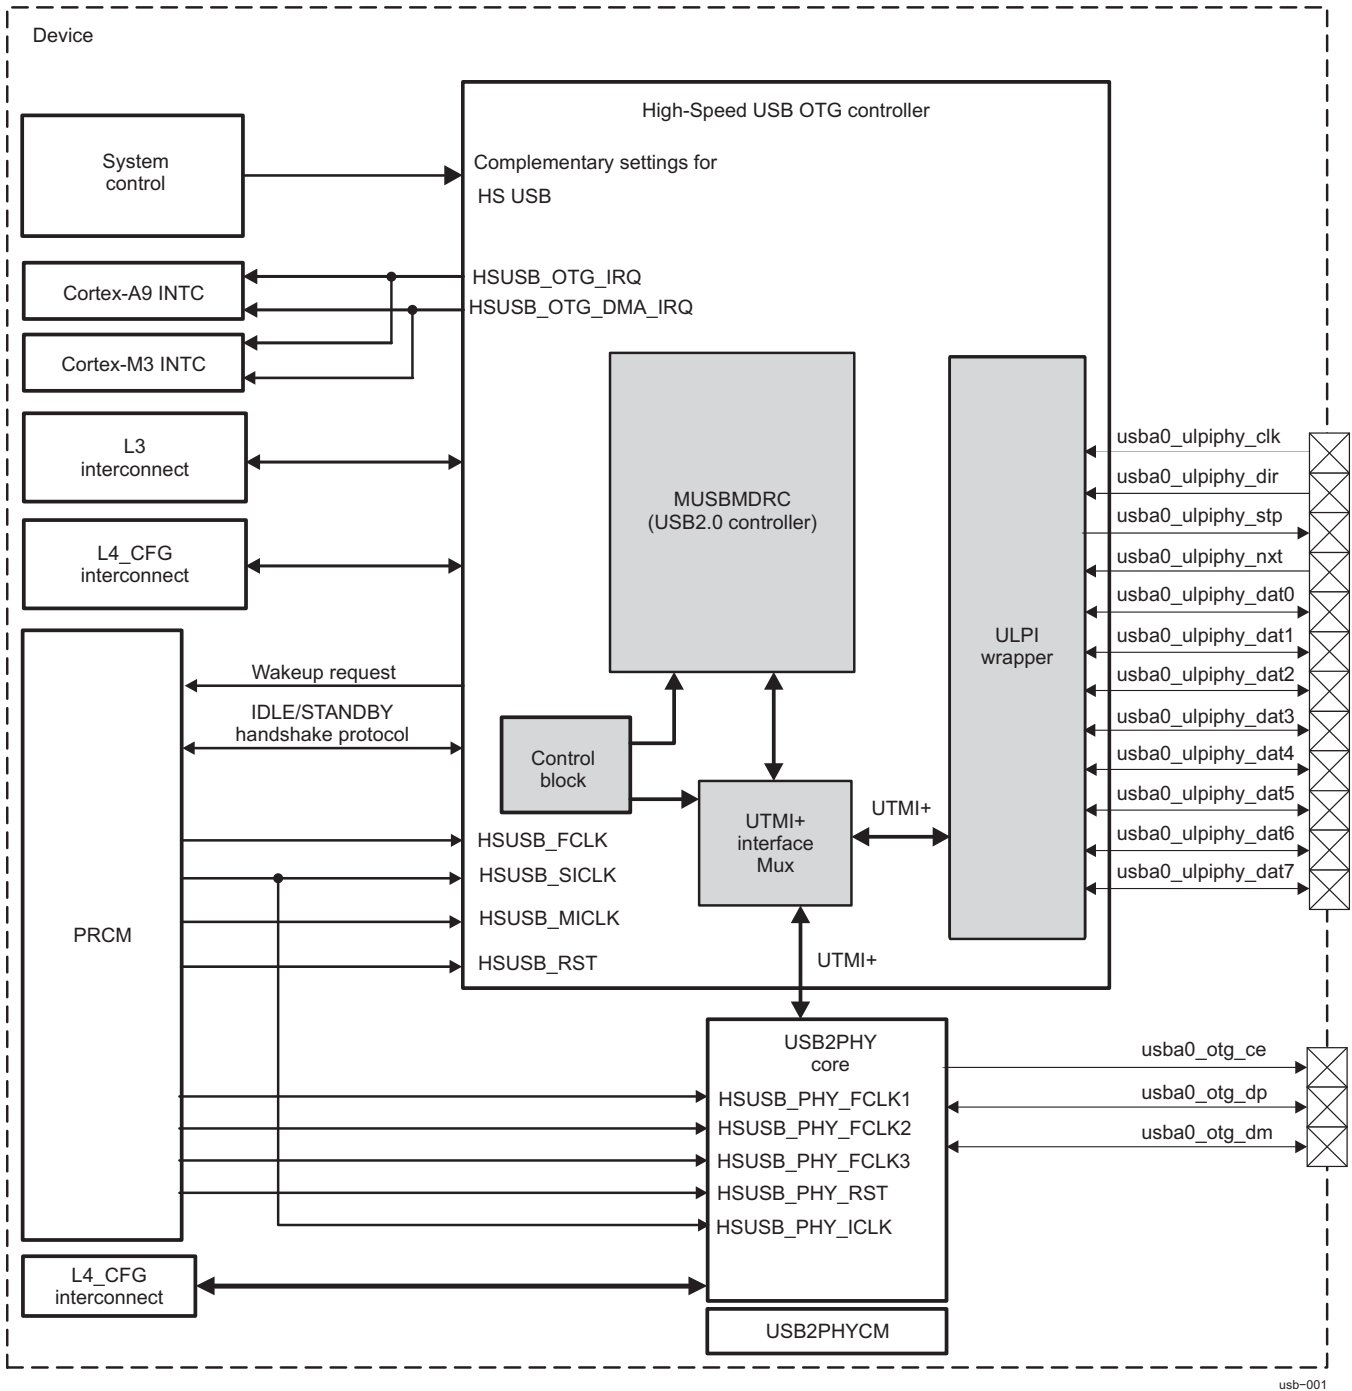 Device
High-Speed USB OTG controller
System
control
Complementary settings for
HS USB
Cortex-A9 INTC
HSUSB_OTG_IRQ
HSUSB_OTG_DMA_IRQ
Cortex-M3 INTC
L3
interconnect
L4_CFG
interconnect
MUSBMDRC
(USB2.0 controller)
ULPI
wrapper
usba0_ulpiphy_clk
usba0_ulpiphy_dir
usba0_ulpiphy_stp
usba0_ulpiphy_nxt
usba0_ulpiphy_dat0
usba0_ulpiphy_dat1
usba0_ulpiphy_dat2
usba0_ulpiphy_dat3
usba0_ulpiphy_dat4
usba0_ulpiphy_dat5
usba0_ulpiphy_dat6
usba0_ulpiphy_dat7
Wakeup request
IDLE/STANDBY
handshake protocol
Control
block
UTMI+
interface
Mux
UTMI+
PRCM
HSUSB_FCLK
HSUSB_SICLK
HSUSB_MICLK
HSUSB_RST
UTMI+
USB2PHY
core
HSUSB_PHY_FCLK1
HSUSB_PHY_FCLK2
HSUSB_PHY_FCLK3
HSUSB_PHY_RST
HSUSB_PHY_ICLK
usba0_otg_ce
usba0_otg_dp
usba0_otg_dm
L4_CFG
interconnect
USB2PHYCM
usb−001